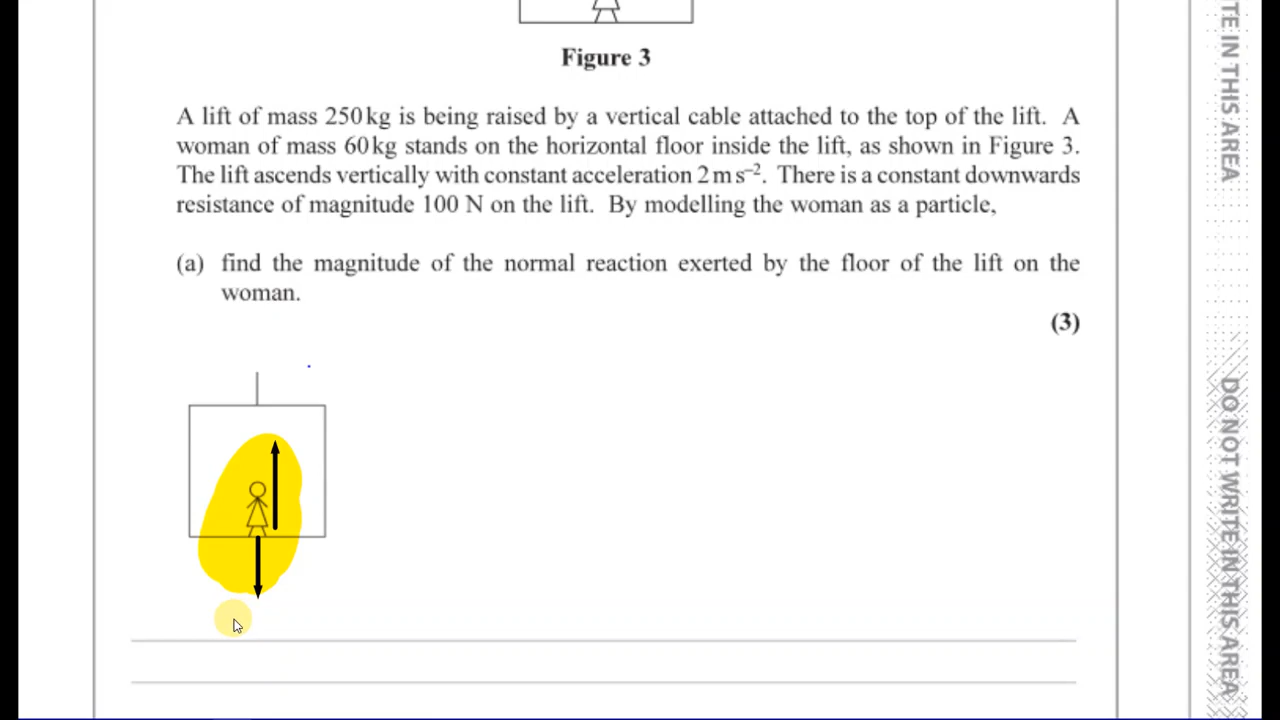 Figure 3
A lift of mass 250 kg is being raised by a vertical cable attached to the top of the lift. A
woman of mass 60 kg stands on the horizontal floor inside the lift, as shown in Figure 3.
The lift ascends vertically with constant acceleration 2 m s⁻². There is a constant downwards
resistance of magnitude 100 N on the lift. By modelling the woman as a particle,
(a) find the magnitude of the normal reaction exerted by the floor of the lift on the
woman.
(3)
TE IN THIS AREA
DO NOT WRITE IN THIS AREA